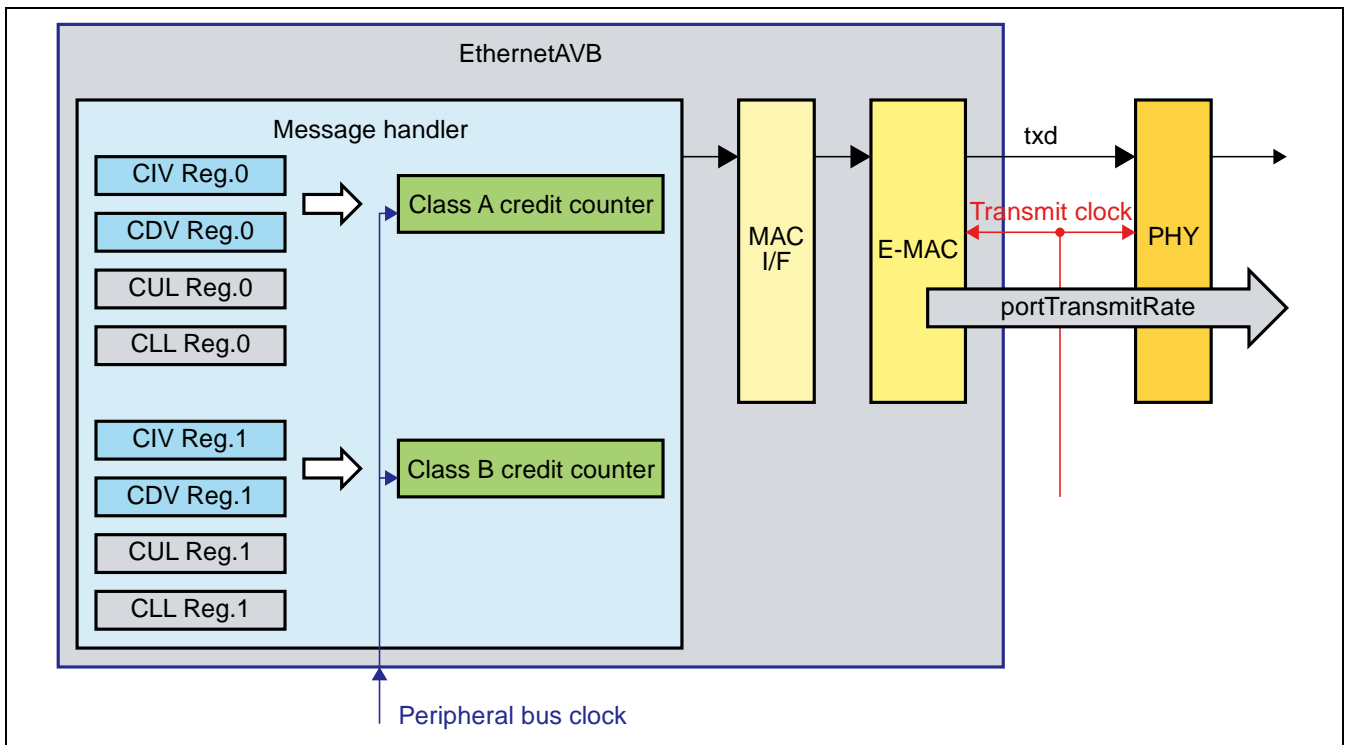 EthernetAVB
Message handler
CIV Reg.0
CDV Reg.0
CUL Reg.0
CLL Reg.0
Class A credit counter
CIV Reg.1
CDV Reg.1
CUL Reg.1
CLL Reg.1
Class B credit counter
MAC
I/F
E-MAC
txd
Transmit clock
PHY
portTransmitRate
Peripheral bus clock